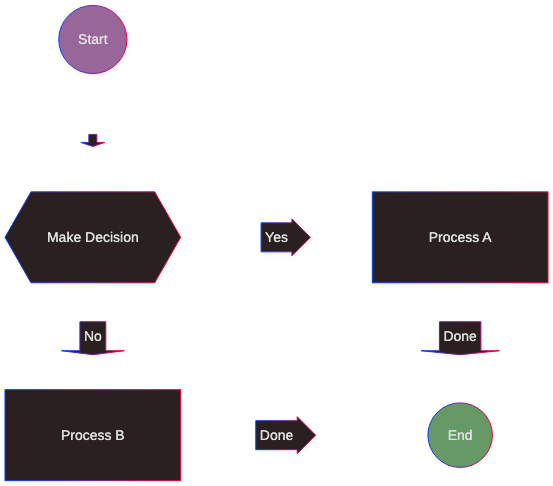 Start
Make Decision
Yes
Process A
No
Done
Process B
Done
End